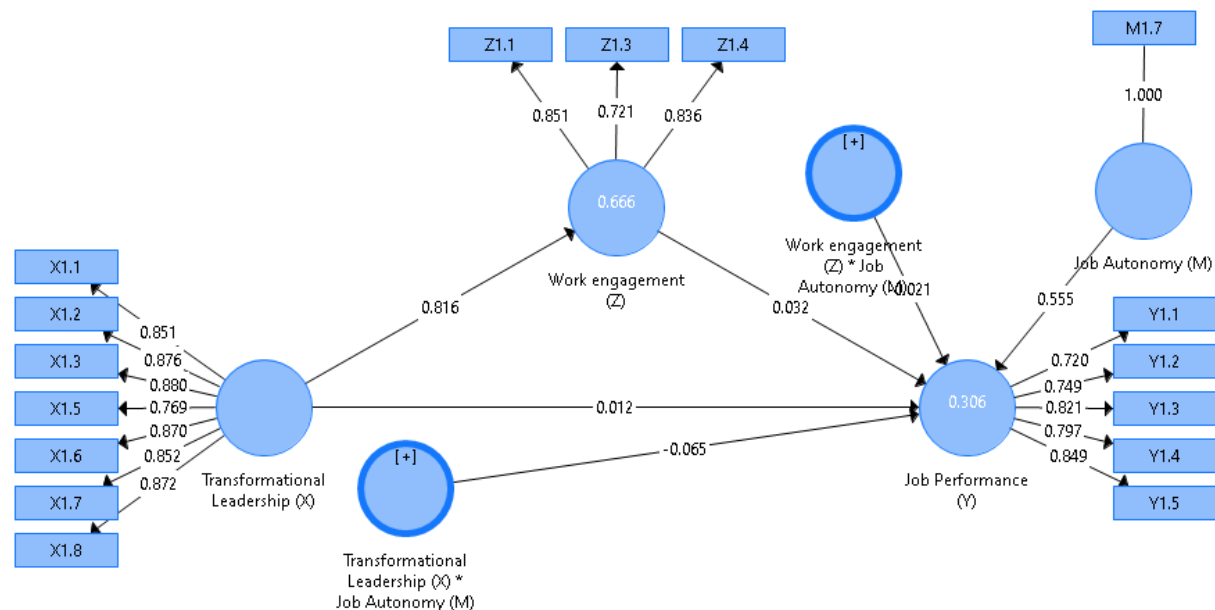 Z1.1
Z1.3
Z1.4
M1.7
0.851
0.721
0.836
1.000
[+]
0.666
Work engagement
(Z)
Work engagement
(Z) * Job
Autonomy (M)
Job Autonomy (M)
0.816
0.032
0.021
0.555
X1.1
X1.2
X1.3
X1.5
X1.6
X1.7
X1.8
0.851
0.876
0.880
0.769
0.870
0.852
0.872
Transformational
Leadership (X)
0.012
-0.065
[+]
Transformational
Leadership (X) *
Job Autonomy (M)
0.306
Job Performance
(Y)
0.720
0.749
0.821
0.797
0.849
Y1.1
Y1.2
Y1.3
Y1.4
Y1.5